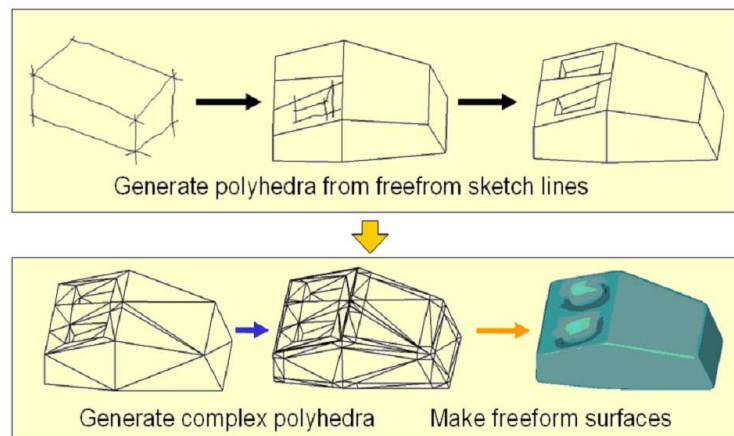 Generate polyhedra from freefrom sketch lines
Generate complex polyhedra
Make freeform surfaces